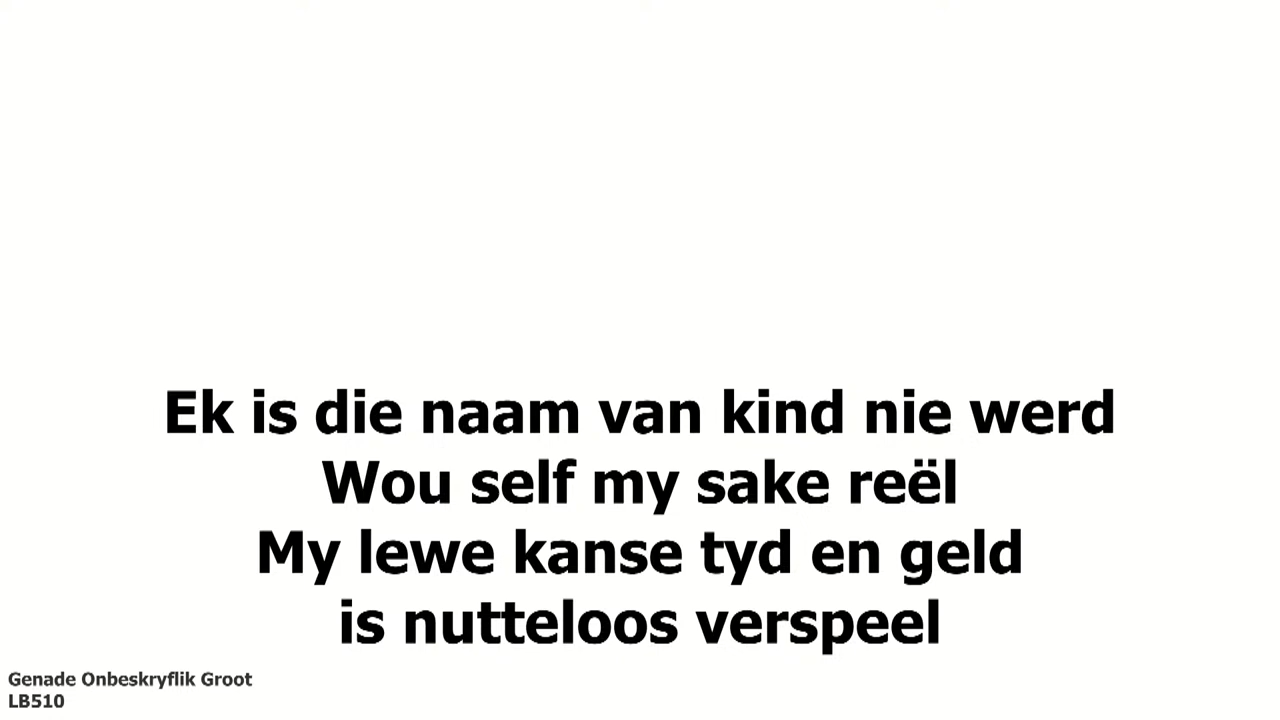 Ek is die naam van kind nie werd
Wou self my sake reël
My lewe kanse tyd en geld
is nutteloos verspeel
Genade Onbeskryflik Groot
LB510